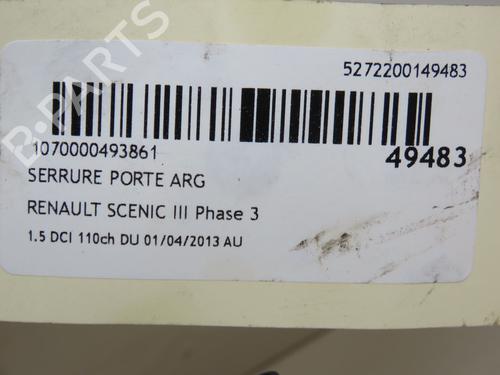 B-PARTS
5272200149483
1070000493861
49483
SERRURE PORTE ARG
RENAULT SCENIC III Phase 3
1.5 DCI 110ch DU 01/04/2013 AU